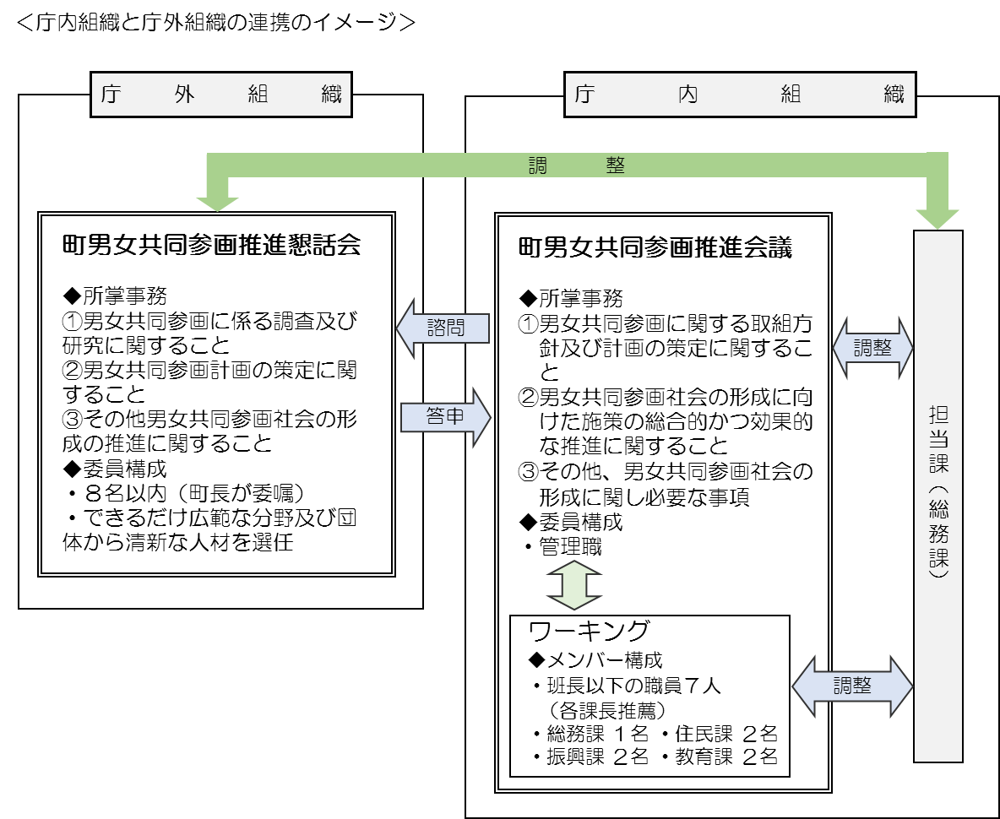 ＜庁内組織と庁外組織の連携のイメージ＞
庁外組織
庁内組織
調整
町男女共同参画推進懇話会
◆所掌事務
①男女共同参画に係る調査及び
研究に関すること
②男女共同参画計画の策定に関
すること
③その他男女共同参画社会の形
成の推進に関すること
◆委員構成
・８名以内（町長が委嘱）
・できるだけ広範な分野及び団
体から清新な人材を選任
諮問
答申
町男女共同参画推進会議
◆所掌事務
①男女共同参画に関する取組方
針及び計画の策定に関するこ
と
②男女共同参画社会の形成に向
けた施策の総合的かつ効果的
な推進に関すること
③その他、男女共同参画社会の
形成に関し必要な事項
◆委員構成
・管理職
ワーキング
◆メンバー構成
・班長以下の職員７人
（各課長推薦）
・総務課 １名 ・住民課 ２名
・振興課 ２名 ・教育課 ２名
調整
調整
担当課（総務課）